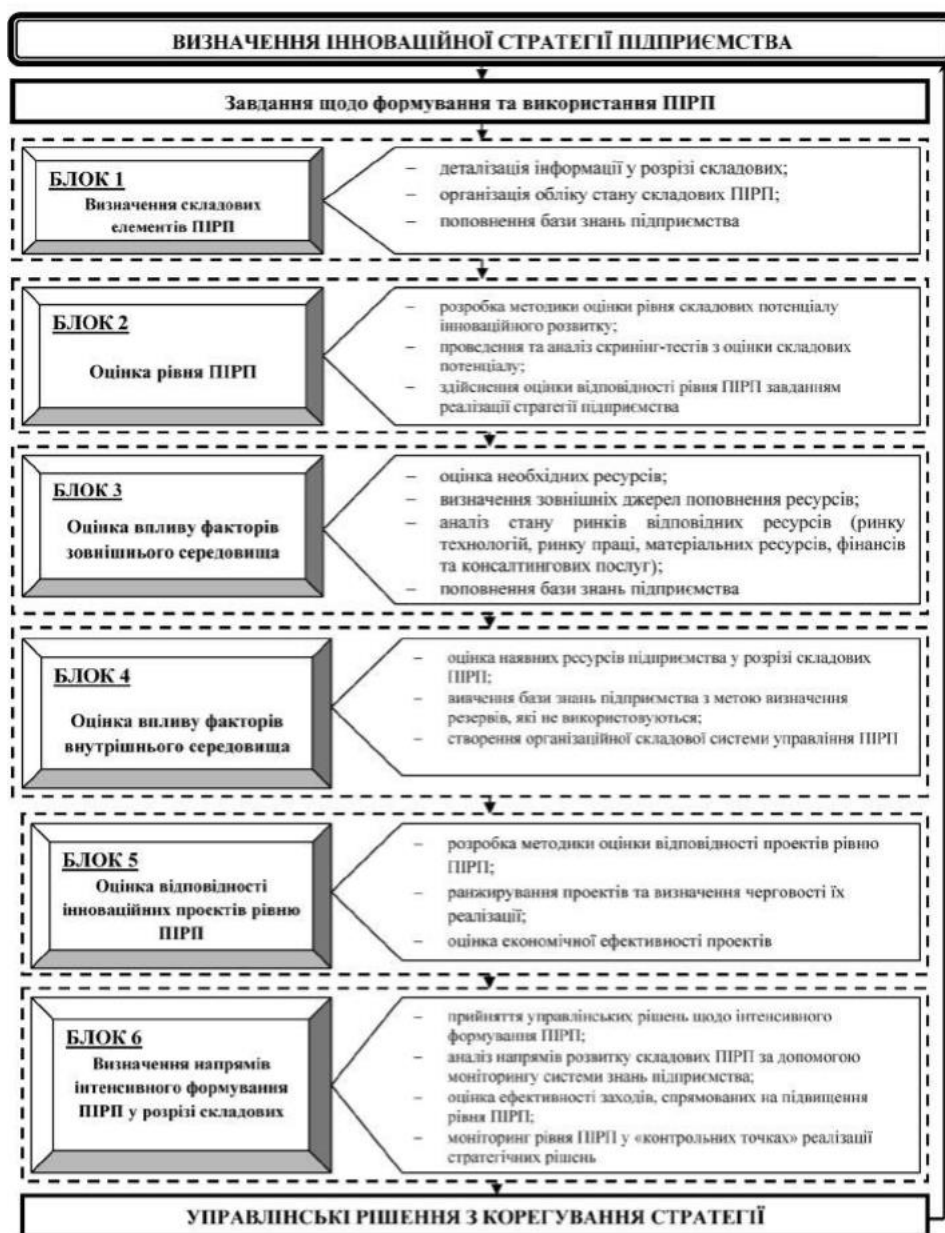 ВИЗНАЧЕННЯ ІННОВАЦІЙНОЇ СТРАТЕГІЇ ПІДПРИЄМСТВА
Завдання щодо формування та використання ПІРП
БЛОК 1
Визначення складових
елементів ПІРП
– деталізація інформації у розрізі складових;
– організація обліку стану складових ПІРП;
– поповнення бази знань підприємства
БЛОК 2
Оцінка рівня ПІРП
– розробка методики оцінки рівня складових потенціалу
інноваційного розвитку;
– проведення та аналіз скринінг-тестів з оцінки складових
потенціалу;
– здійснення оцінки відповідності рівня ПІРП завданням
реалізації стратегії підприємства
БЛОК 3
Оцінка впливу факторів
зовнішнього середовища
– оцінка необхідних ресурсів;
– визначення зовнішніх джерел поповнення ресурсів;
– аналіз стану ринків відповідних ресурсів (ринку
технологій, ринку праці, матеріальних ресурсів, фінансів
та консалтингових послуг);
– поповнення бази знань підприємства
БЛОК 4
Оцінка впливу факторів
внутрішнього середовища
– оцінка наявних ресурсів підприємства у розрізі складових
ПІРП;
– вивчення бази знань підприємства з метою визначення
резервів, які не використовуються;
– створення організаційної складової системи управління ПІРП
БЛОК 5
Оцінка відповідності
інноваційних проектів рівню
ПІРП
– розробка методики оцінки відповідності проектів рівню
ПІРП;
– ранжирування проектів та визначення черговості їх
реалізації;
– оцінка економічної ефективності проектів
БЛОК 6
Визначення напрямів
інтенсивного формування
ПІРП у розрізі складових
– прийняття управлінських рішень щодо інтенсивного
формування ПІРП;
– аналіз напрямів розвитку складових ПІРП за допомогою
моніторингу системи знань підприємства;
– оцінка ефективності заходів, спрямованих на підвищення
рівня ПІРП;
– моніторинг рівня ПІРП у «контрольних точках» реалізації
стратегічних рішень
УПРАВЛІНСЬКІ РІШЕННЯ З КОРЕГУВАННЯ СТРАТЕГІЇ